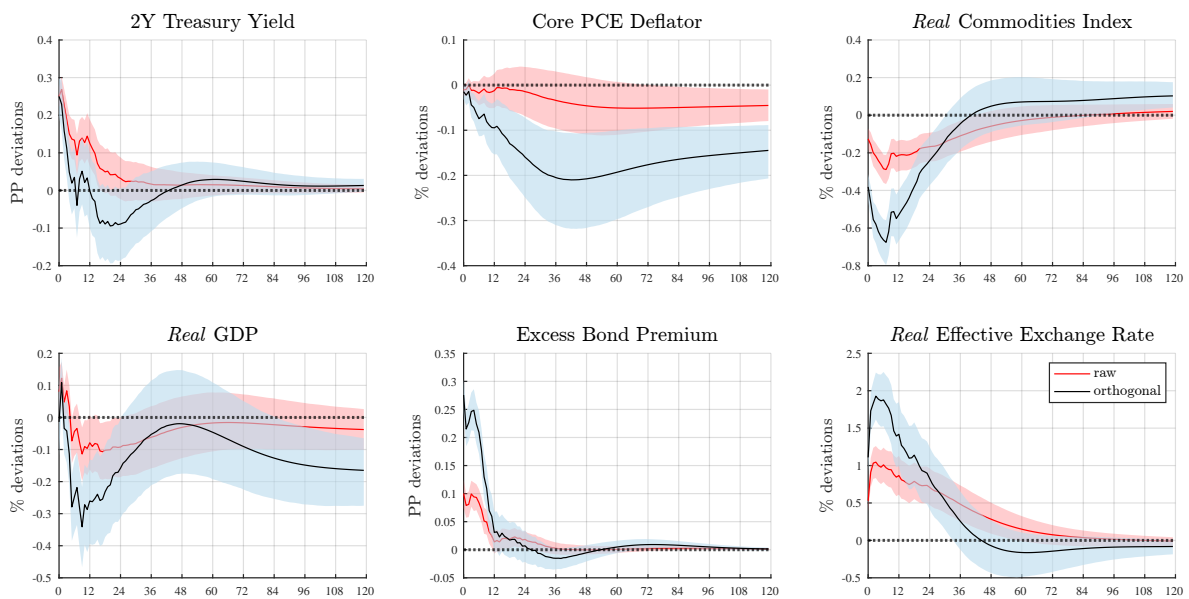 2Y Treasury Yield
PP deviations
0.4
0.3
0.2
0.1
0
-0.1
-0.2
0 12 24 36 48 60 72 84 96 108 120
Core PCE Deflator
% deviations
0.1
0
-0.1
-0.2
-0.3
-0.4
0 12 24 36 48 60 72 84 96 108 120
Real Commodities Index
% deviations
0.4
0.2
0
-0.2
-0.4
-0.6
-0.8
0 12 24 36 48 60 72 84 96 108 120
Real GDP
% deviations
0.2
0.1
0
-0.1
-0.2
-0.3
-0.4
-0.5
0 12 24 36 48 60 72 84 96 108 120
Excess Bond Premium
PP deviations
0.35
0.3
0.25
0.2
0.15
0.1
0.05
0
-0.05
0 12 24 36 48 60 72 84 96 108 120
Real Effective Exchange Rate
% deviations
2.5
2
1.5
1
0.5
0
-0.5
0 12 24 36 48 60 72 84 96 108 120
raw
orthogonal